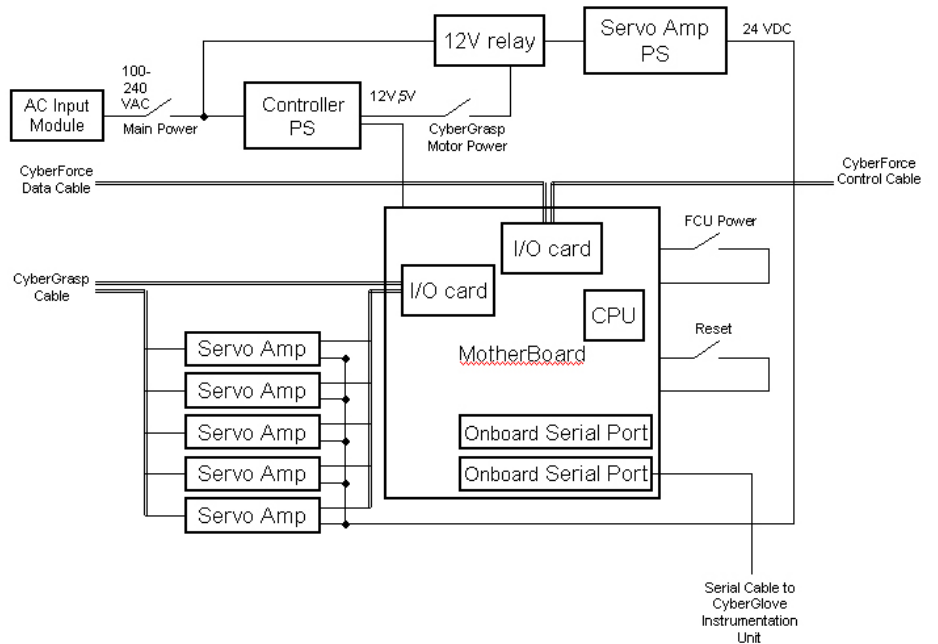 12V relay
Servo Amp
PS
24 VDC
100-
240
VAC
AC Input
Module
Main Power
Controller
PS
12V,5V
CyberGrasp
Motor Power
CyberForce
Data Cable
CyberForce
Control Cable
I/O card
FCU Power
CyberGrasp
Cable
I/O card
CPU
Reset
MotherBoard
Servo Amp
Servo Amp
Servo Amp
Servo Amp
Servo Amp
Onboard Serial Port
Onboard Serial Port
Serial Cable to
CyberGlove
Instrumentation
Unit